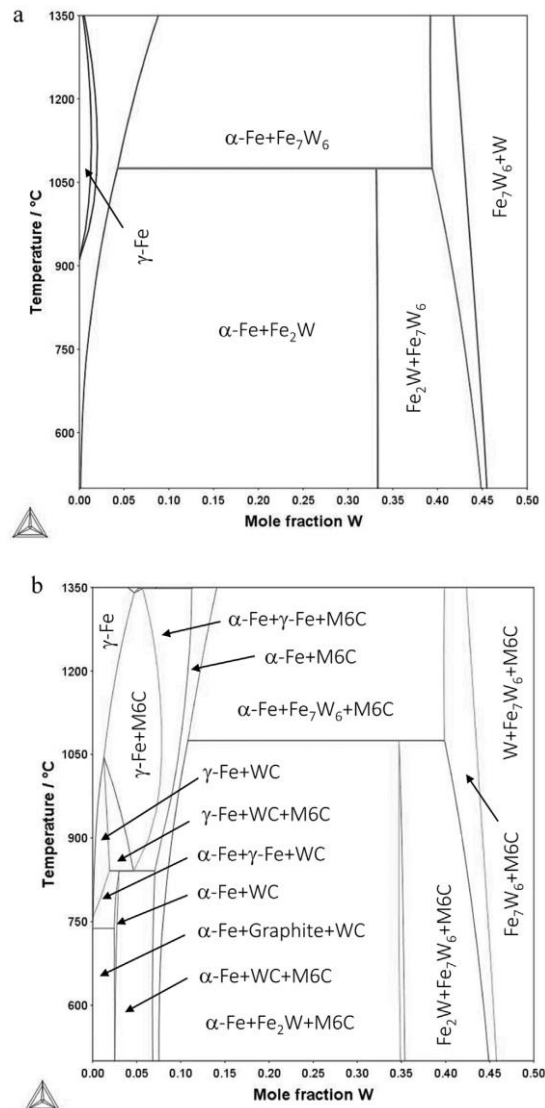 a
1350
1200
1050
900
750
600
Temperature / °C
α-Fe+Fe₇W₆
γ-Fe
α-Fe+Fe₂W
Fe₂W+Fe₇W₆
Fe₇W₆+W
0.00 0.05 0.10 0.15 0.20 0.25 0.30 0.35 0.40 0.45 0.50
Mole fraction W
b
1350
1200
1050
900
750
600
Temperature / °C
γ-Fe
γ-Fe+M6C
α-Fe+γ-Fe+M6C
α-Fe+M6C
α-Fe+Fe₇W₆+M6C
γ-Fe+WC
γ-Fe+WC+M6C
α-Fe+γ-Fe+WC
α-Fe+WC
α-Fe+Graphite+WC
α-Fe+WC+M6C
α-Fe+Fe₂W+M6C
Fe₂W+Fe₇W₆+M6C
Fe₇W₆+M6C
W+Fe₇W₆+M6C
0.00 0.05 0.10 0.15 0.20 0.25 0.30 0.35 0.40 0.45 0.50
Mole fraction W